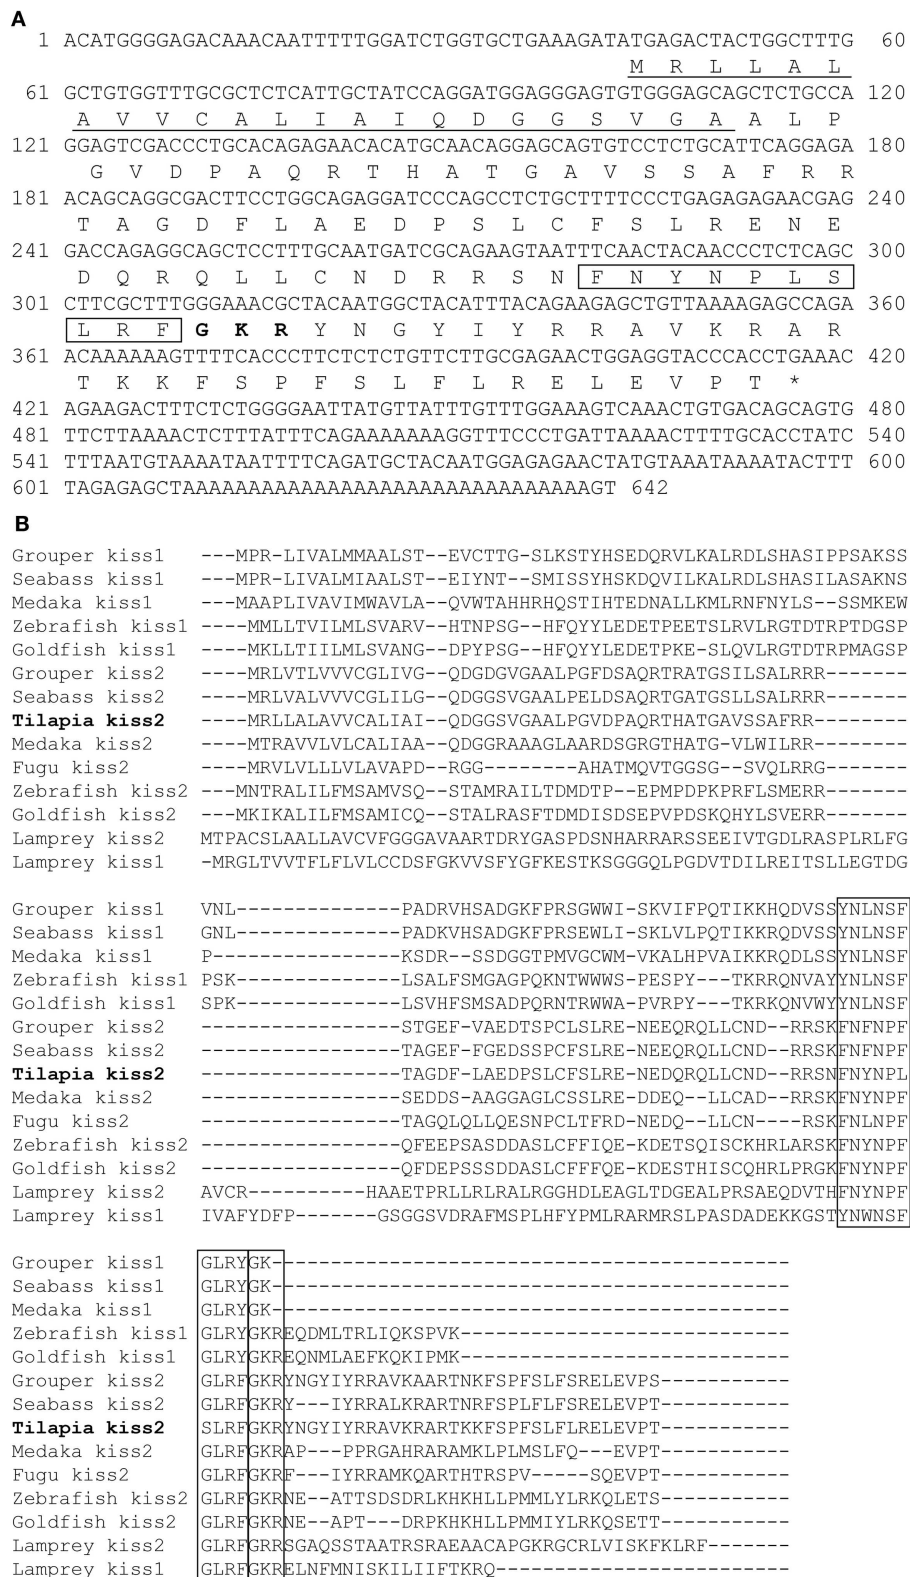 A
1 ACATGGGGAGACAAACAATTTTTGGATCTGGTGCTGAAAGATATGAGACTACTGGCTTTG 60
M R L L A L
61 GCTGTGGTTTGCGCTCTCATTGCTATCCAGGATGGAGGGAGTGTGGGAGCAGCTCTGCCA 120
A V V C A L I A I Q D G G S V G A A L P
121 GGAGTCGACCCTGCACAGAGAACACATGCAACAGGAGCAGTGTCCTCTGCATTCAGGAGA 180
G V D P A Q R T H A T G A V S S A F R R
181 ACAGCAGGCGACTTCCTGGCAGAGGATCCCAGCCTCTGCTTTTCCCTGAGAGAGAACGAG 240
T A G D F L A E D P S L C F S L R E N E
241 GACCAGAGGCAGCTCCTTTGCAATGATCGCAGAAGTAATTTCAACTACAACCCTCTCAGC 300
D Q R Q L L C N D R R S N F N Y N P L S
301 CTTCGCTTTGGGAAACGCTACAATGGCTACATTTACAGAAGAGCTGTTAAAAGAGCCAGA 360
L R F G K R Y N G Y I Y R R A V K R A R
361 ACAAAAAAGTTTTCACCCTTCTCTCTGTTCTTGCGAGAACTGGAGGTACCCACCTGAAAC 420
T K K F S P F S L F L R E L E V P T *
421 AGAAGACTTTCTCTGGGGAATTATGTTATTTGTTTGGAAAGTCAAACTGTGACAGCAGTG 480
481 TTCTTAAAACTCTTTATTTCAGAAAAAAAGGTTTCCCTGATTAAAACTTTTGCACCTATC 540
541 TTTAATGTAAAATAATTTTCAGATGCTACAATGGAGAGAACTATGTAAATAAAATACTTT 600
601 TAGAGAGCTAAAAAAAAAAAAAAAAAAAAAAAAAAAAAAAGT 642
B
Grouper kiss1 ---MPR-LIVALMMAALST--EVCTTG-SLKSTYHSEDQRVLKALRDLSHASIPPSAKSS
Seabass kiss1 ---MPR-LIVALMIAALST--EIYNT--SMISSYHSKDQVILKALRDLSHASILASAKNS
Medaka kiss1 ---MAAPLIVAVIMWAVLA--QVWTAHHRHQSTIHTEDNALLKMLRNFNYLS--SSMKEW
Zebrafish kiss1 ----MMLLTVILMLSVARV--HTNPSG--HFQYYLEDETPEETSLRVLRGTDTRPTDGSP
Goldfish kiss1 ----MKLLTIILMLSVANG--DPYPSG--HFQYYLEDETPKE-SLQVLRGTDTRPMAGSP
Grouper kiss2 ----MRLVTLVVVCGLIVG--QDGDGVGAALPGFDSAQRTRATGSILSALRRR-------
Seabass kiss2 ----MRLVALVVVCGLILG--QDGGSVGAALPELDSAQRTGATGSLLSALRRR-------
Tilapia kiss2 ----MRLLALAVVCALIAI--QDGGSVGAALPGVDPAQRTHATGAVSSAFRR--------
Medaka kiss2 ----MTRAVVLVLCALIAA--QDGGRAAAGLAARDSGRGTHATG-VLWILRR--------
Fugu kiss2 ----MRVLVLLLVLAVAPD--RGG--------AHATMQVTGGSG--SVQLRRG-------
Zebrafish kiss2 ----MNTRALILFMSAMVSQ--STAMRAILTDMDTP--EPMPDPKPRFLSMERR------
Goldfish kiss2 ----MKIKALILFMSAMICQ--STALRASFTDMDISDSEPVPDSKQHYLSVERR------
Lamprey kiss2 MTPACSLAALLAVCVFGGGAVAARTDRYGASPDSNHARRARSSEEIVTGDLRASPLRLFG
Lamprey kiss1 -MRGLTVVTFLFLVLCCDSFGKVVSFYGFKESTKSGGGQLPGDVTDILREITSLLEGTDG
Grouper kiss1 VNL--------------PADRVHSADGKFPRSGWWI-SKVIFPQTIKKHQDVSSYNLNSF
Seabass kiss1 GNL--------------PADKVHSADGKFPRSEWLI-SKLVLPQTIKKRQDVSSYNLNSF
Medaka kiss1 P----------------KSDR--SSDGGTPMVGCWM-VKALHPVAIKKRQDLSSYNLNSF
Zebrafish kiss1 PSK--------------LSALFSMGAGPQKNTWWWS-PESPY---TKRRQNVAYYNLNSF
Goldfish kiss1 SPK--------------LSVHFSMSADPQRNTRWWA-PVRPY---TKRKQNVWYYNLNSF
Grouper kiss2 -----------------STGEF-VAEDTSPCLSLRE-NEEQRQLLCND--RRSKFNFNPF
Seabass kiss2 -----------------TAGEF-FGEDSSPCFSLRE-NEEQRQLLCND--RRSKFNFNPF
Tilapia kiss2 -----------------TAGDF-LAEDPSLCFSLRE-NEDQRQLLCND--RRSNFNYNPL
Medaka kiss2 -----------------SEDDS-AAGGAGLCSSLRE-DDEQ--LLCAD--RRSKFNYNPF
Fugu kiss2 -----------------TAGQLQLLQESNPCLTFRD-NEDQ--LLCN---RRSKFNLNPF
Zebrafish kiss2 -----------------QFEEPSASDDASLCFFIQE-KDETSQISCKHRLARSKFNYNPF
Goldfish kiss2 -----------------QFDEPSSSDDASLCFFFQE-KDESTHISCQHRLPRGKFNYNPF
Lamprey kiss2 AVCR----------HAAETPRLLRLRALRGGHDLEAGLTDGEALPRSAEQDVTHFNYNPF
Lamprey kiss1 IVAFYDFP-------GSGGSVDRAFMSPLHFYPMLRARMRSLPASDADEKKGSTYNWNSF
Grouper kiss1 GLRYGK--------------------------------------------
Seabass kiss1 GLRYGK--------------------------------------------
Medaka kiss1 GLRYGK--------------------------------------------
Zebrafish kiss1 GLRYGKREQDMLTRLIQKSPVK----------------------------
Goldfish kiss1 GLRYGKREQNMLAEFKQKIPMK----------------------------
Grouper kiss2 GLRFGKRYNGYIYRRAVKAARTNKFSPFSLFSRELEVPS-----------
Seabass kiss2 GLRFGKRY---IYRRALKRARTNRFSPLFLFSRELEVPT-----------
Tilapia kiss2 SLRFGKRYNGYIYRRAVKRARTKKFSPFSLFLRELEVPT-----------
Medaka kiss2 GLRFGKRAP---PPRGAHRARAMKLPLMSLFQ---EVPT-----------
Fugu kiss2 GLRFGKRF---IYRRAMKQARTHTRSPV-----SQEVPT-----------
Zebrafish kiss2 GLRFGKRNE--ATTSDSDRLKHKHLLPMMLYLRKQLETS-----------
Goldfish kiss2 GLRFGKRNE--APT---DRPKHKHLLPMMIYLRKQSETT-----------
Lamprey kiss2 GLRFGRRSGAQSSTAATRSRAEAACAPGKRGCRLVISKFKLRF-------
Lamprey kiss1 GLRFGKRELNFMNISKILIIFTKRQ-------------------------